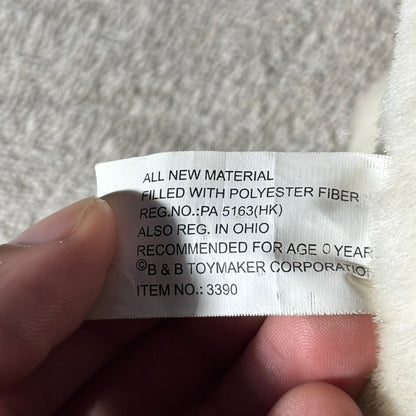 ALL NEW MATERIAL
FILLED WITH POLYESTER FIBER
REG.NO.:PA 5163(HK)
ALSO REG. IN OHIO
RECOMMENDED FOR AGE 0 YEAR
©B & B TOYMAKER CORPORATION
ITEM NO.: 3390